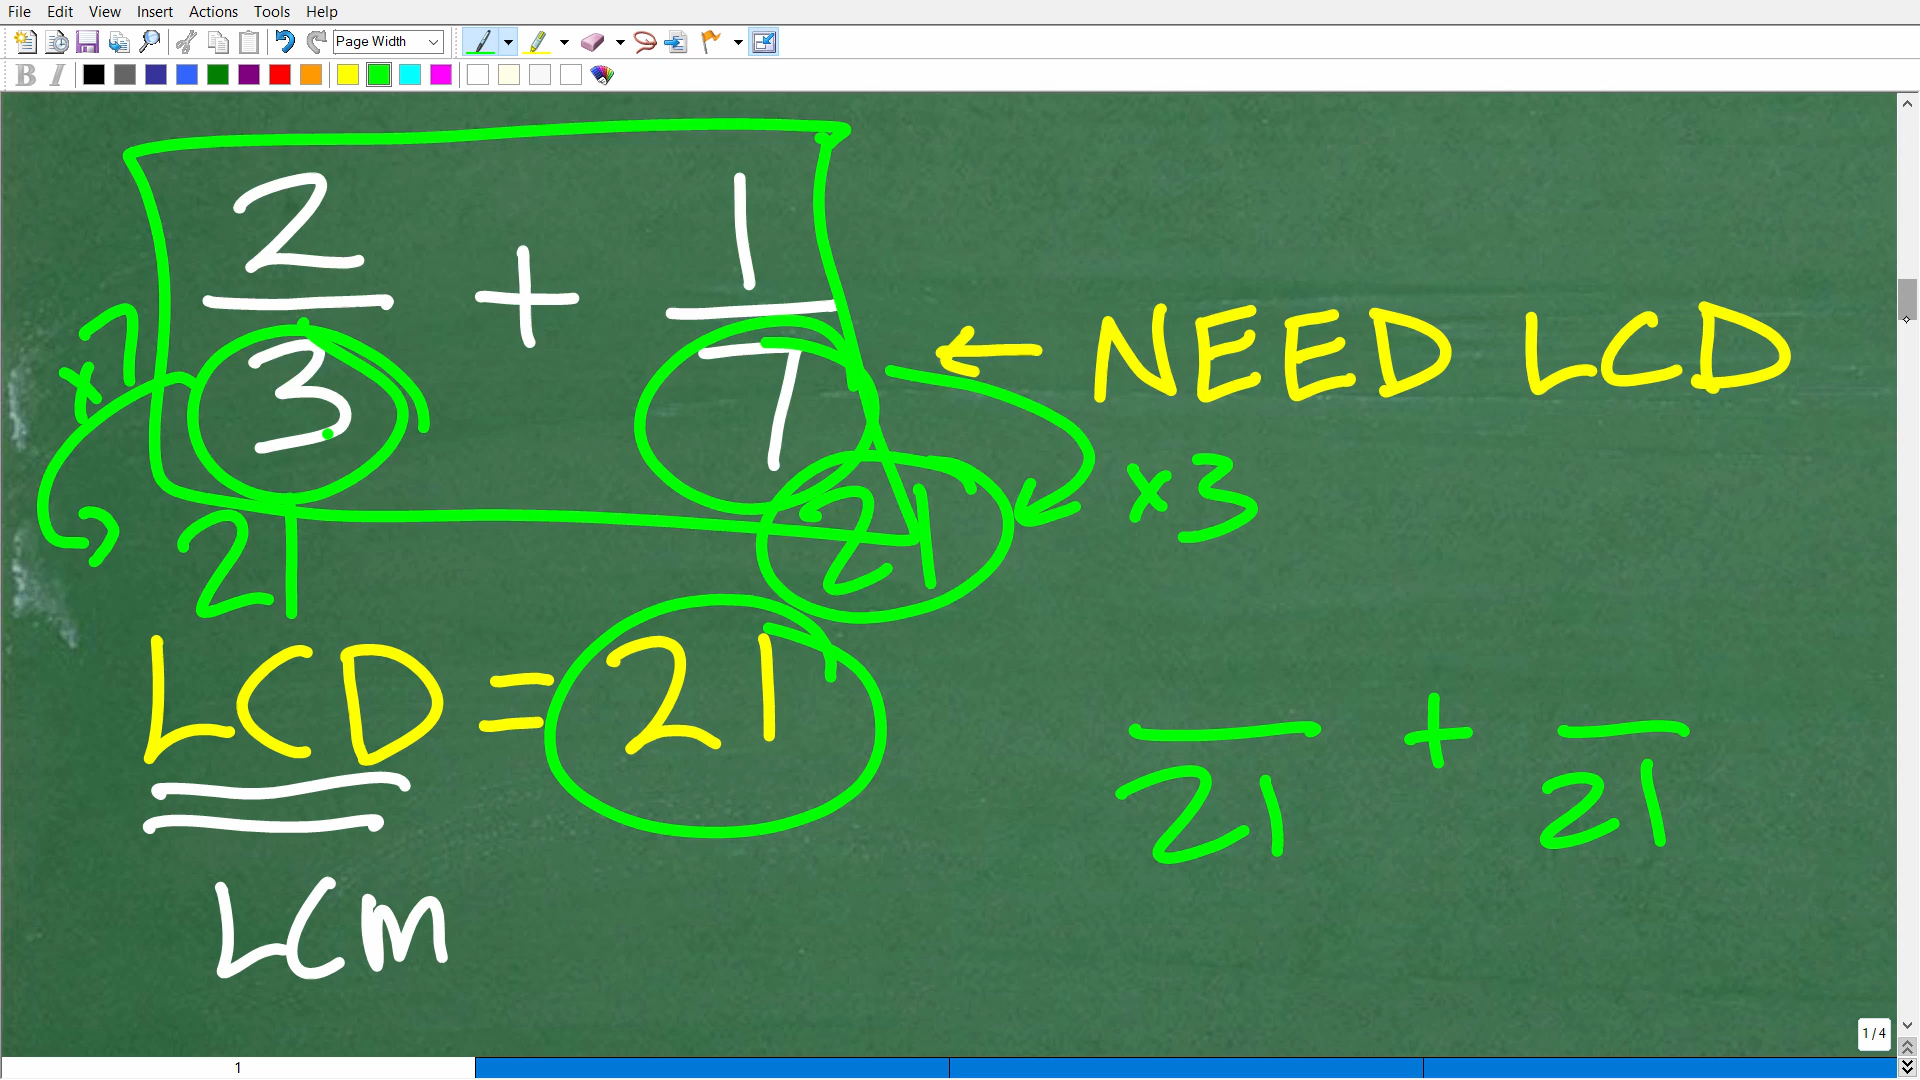 File Edit View Insert Actions Tools Help
Page Width
B I
2/3 + 1/7 ← NEED LCD
x7
x3
21 21
LCD = 21
/21 + /21
LCM
1 / 4
1